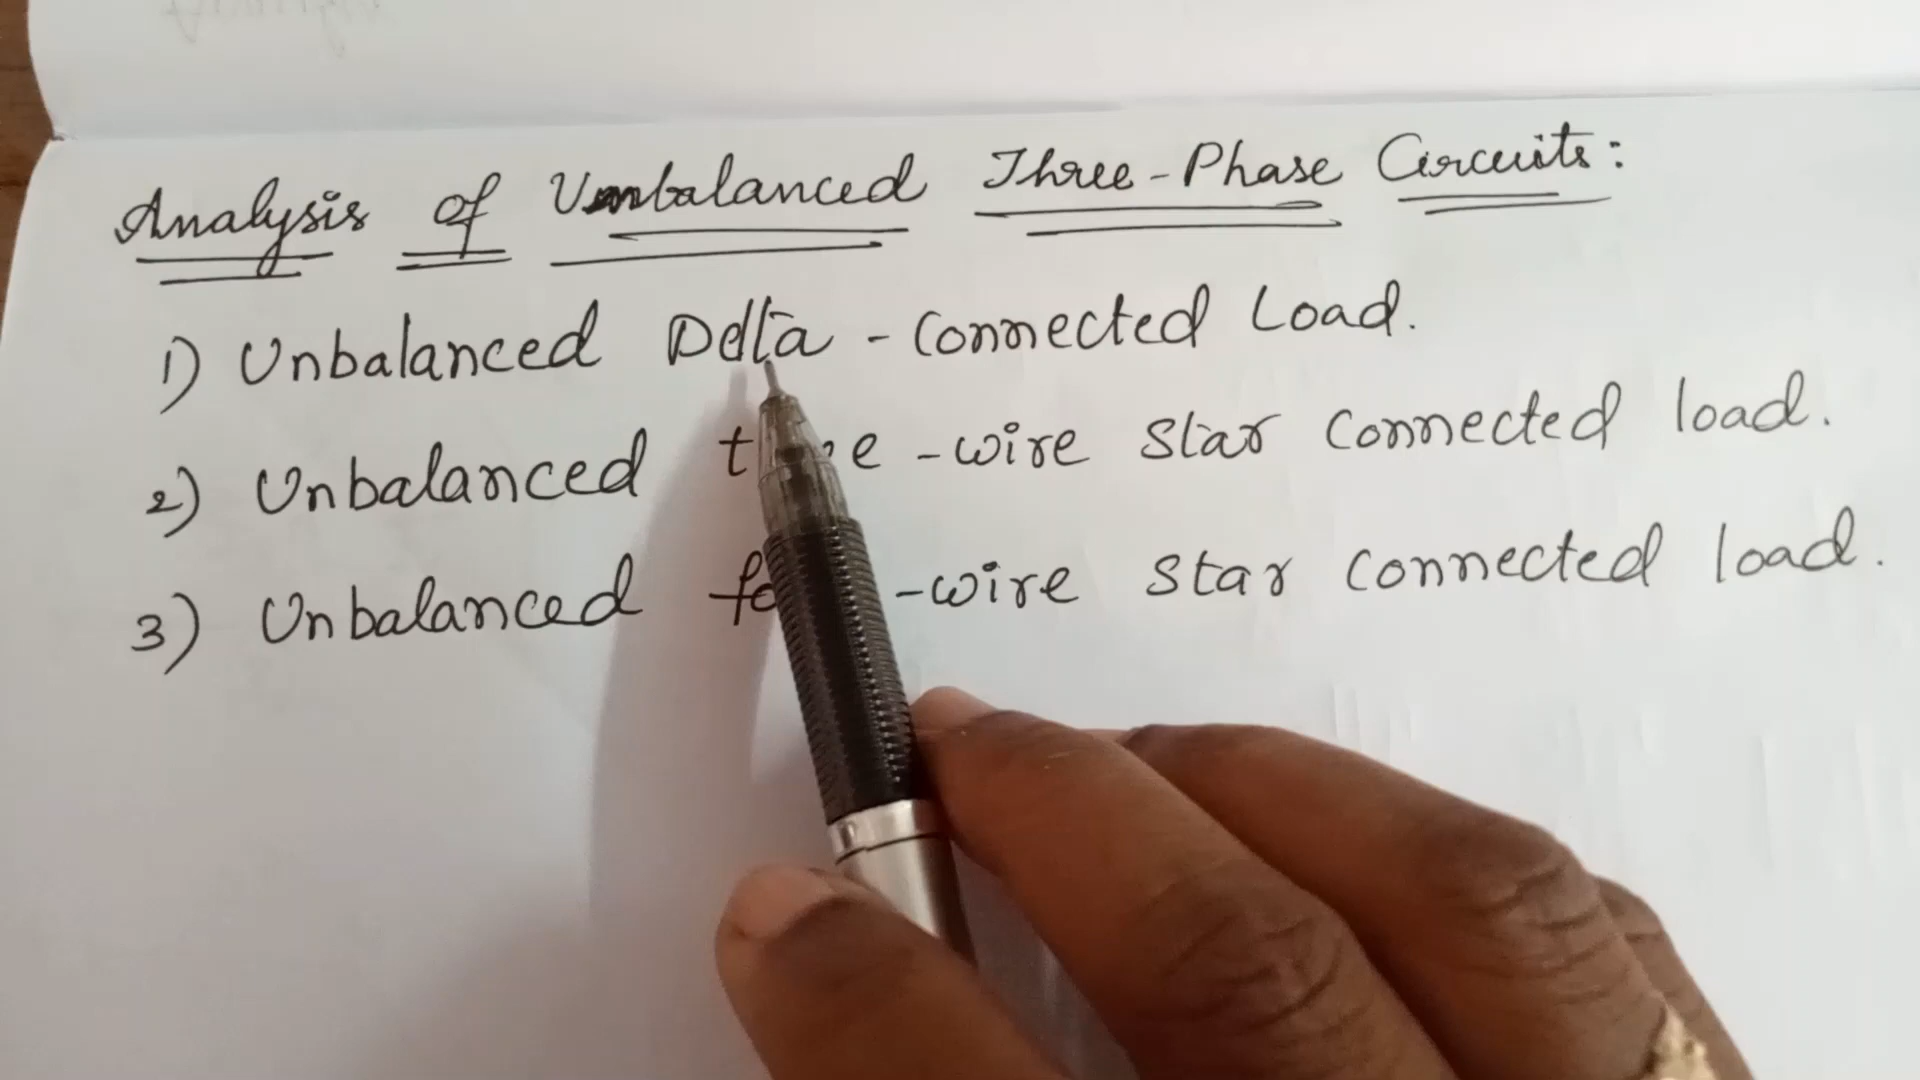 Analysis of Unbalanced Three-Phase Circuits:
1) Unbalanced Delta - Connected Load.
2) Unbalanced -wire Star Connected load.
3) Unbalanced -wire Star Connected load.